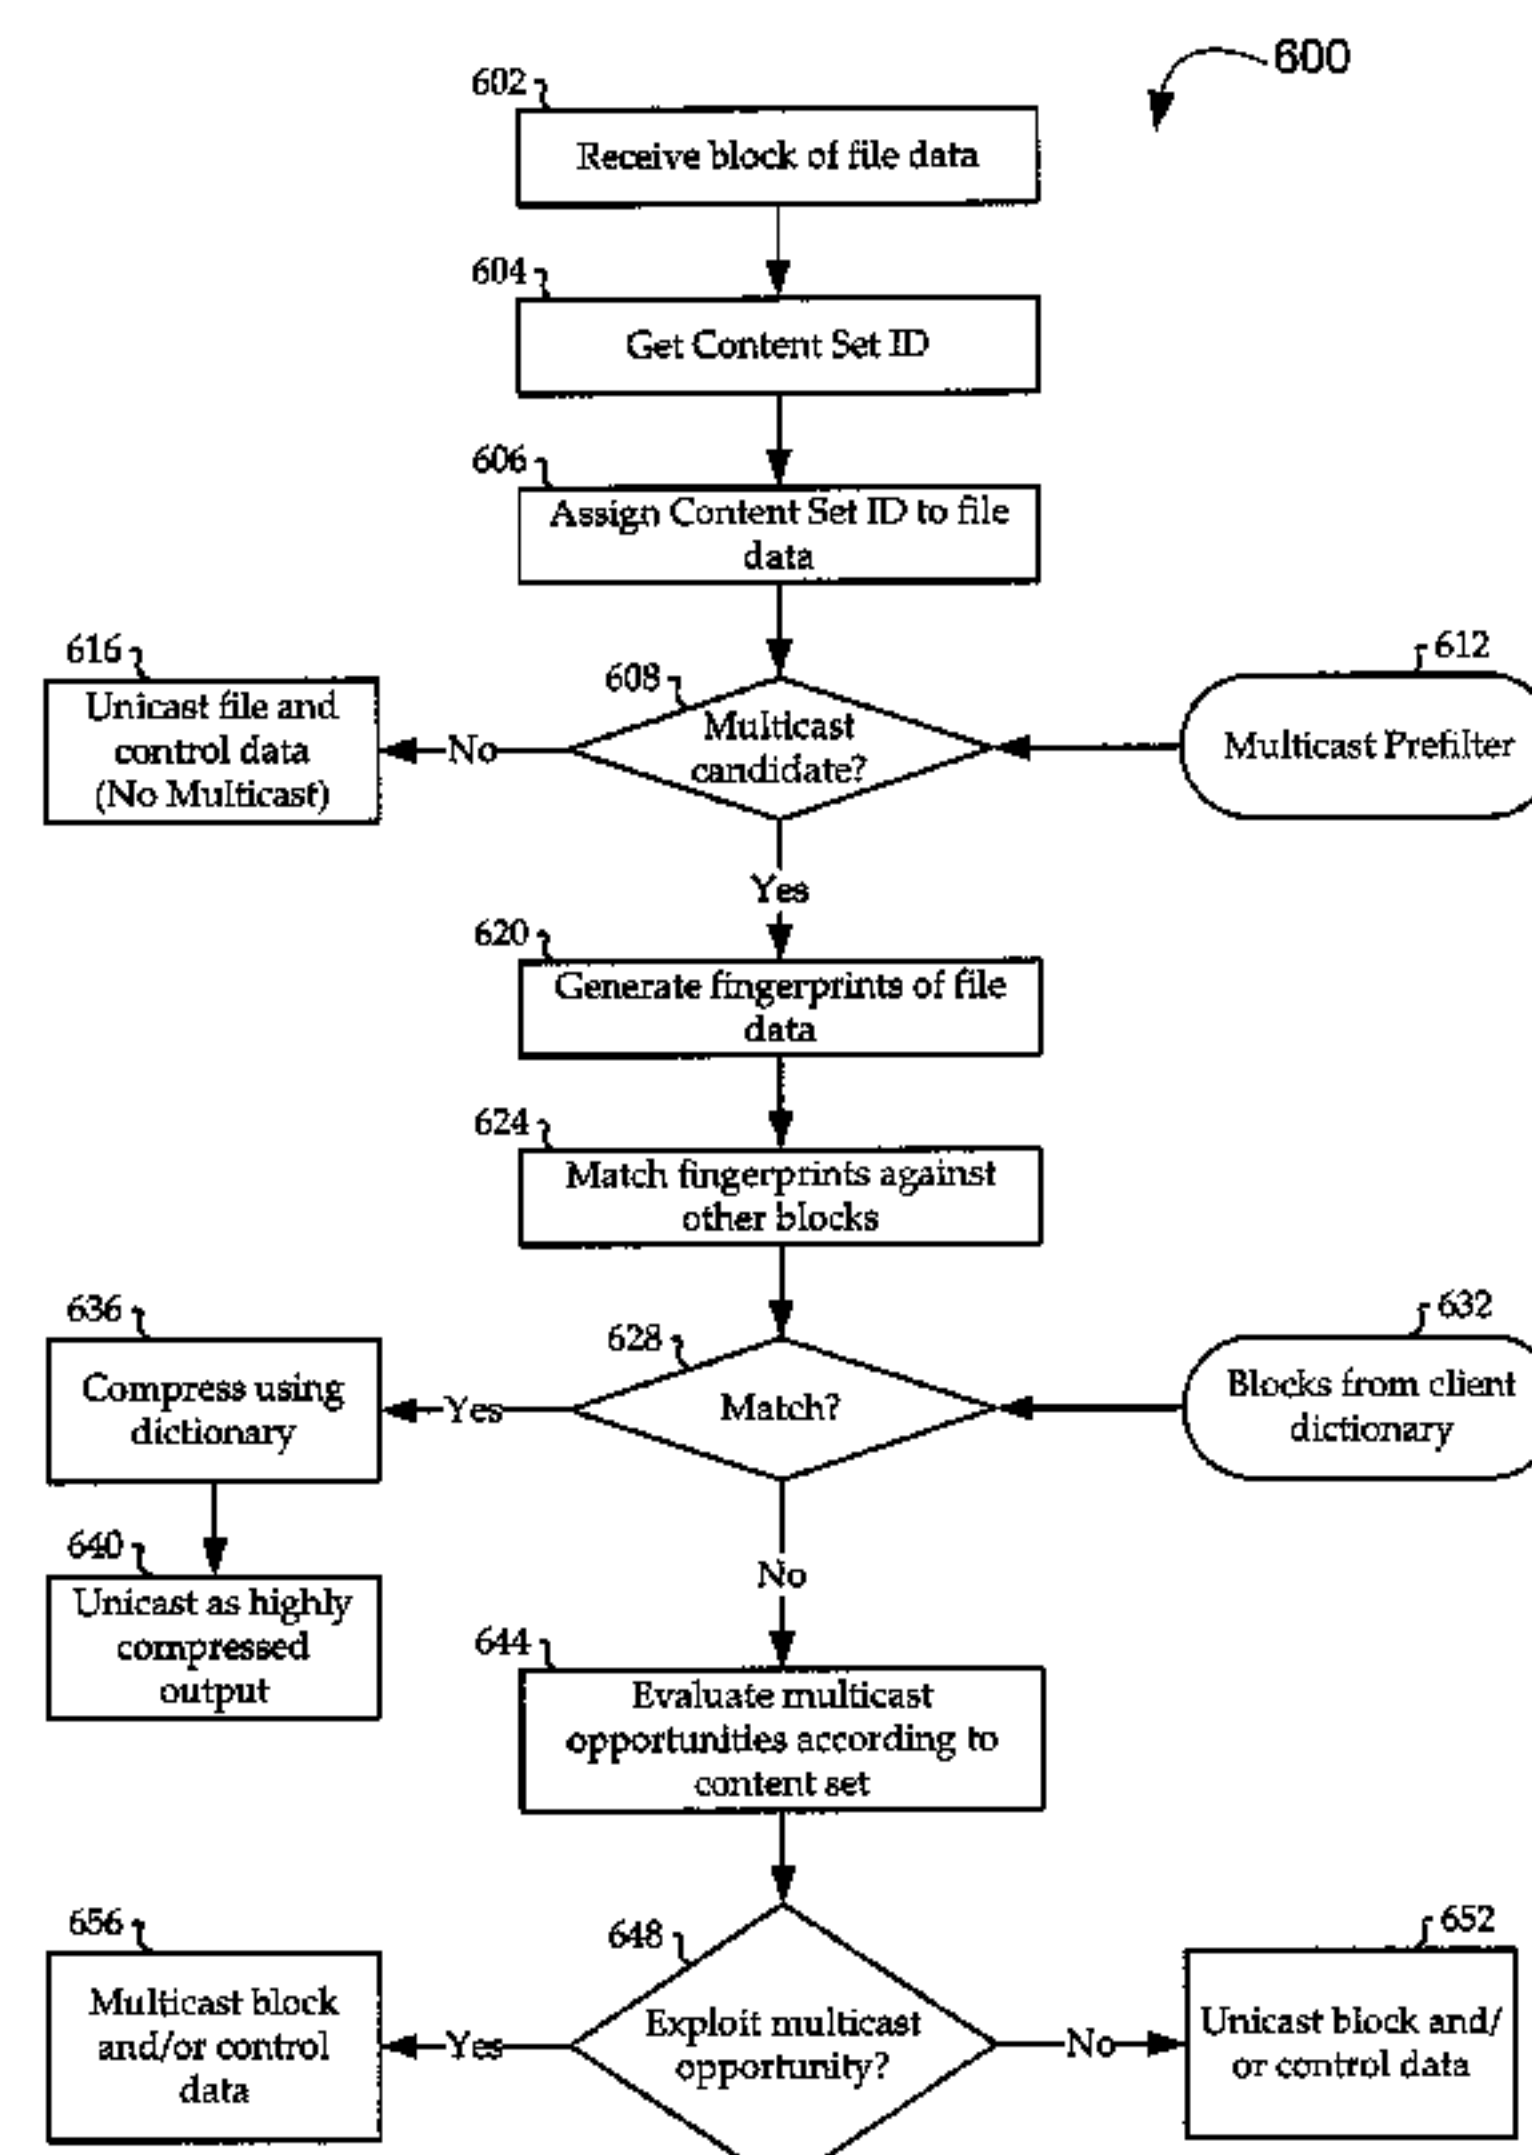 600
602
Receive block of file data
604
Get Content Set ID
606
Assign Content Set ID to file
data
616
Unicast file and
control data
(No Multicast)
No
608
Multicast
candidate?
612
Multicast Prefilter
Yes
620
Generate fingerprints of file
data
624
Match fingerprints against
other blocks
636
Compress using
dictionary
Yes
628
Match?
632
Blocks from client
dictionary
640
Unicast as highly
compressed
output
No
644
Evaluate multicast
opportunities according to
content set
656
Multicast block
and/or control
data
Yes
648
Exploit multicast
opportunity?
No
652
Unicast block and/
or control data